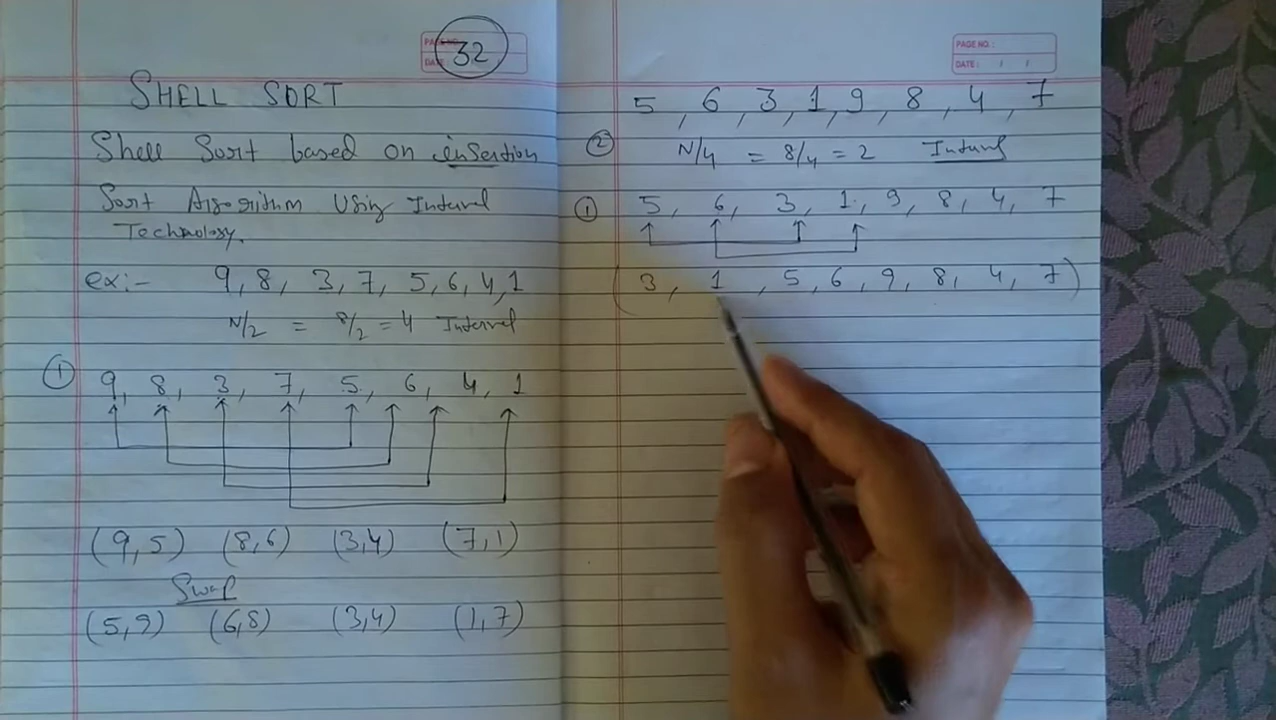 PAGE NO.:
32
DATE:
SHELL SORT
Shell Sort based on insertion
Sort Algorithm Using Interval
Technology.
ex:- 9, 8, 3, 7, 5, 6, 4, 1
N/2 = 8/2 = 4 Interval
① 9, 8, 3, 7, 5, 6, 4, 1
(9,5) (8,6) (3,4) (7,1)
Swap
(5,9) (6,8) (3,4) (1,7)
PAGE NO.:
DATE: / /
5, 6, 3, 1, 9, 8, 4, 7
② N/4 = 8/4 = 2 Interval
① 5, 6, 3, 1, 9, 8, 4, 7
(3, 1, 5, 6, 9, 8, 4, 7)